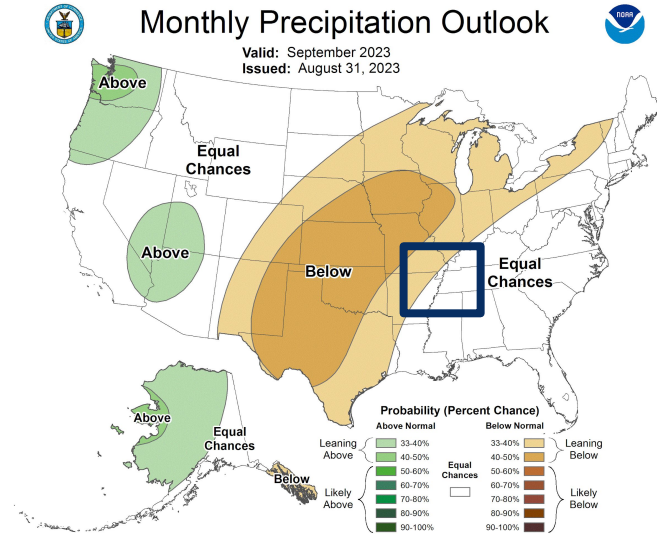 Monthly Precipitation Outlook
NOAA
Valid: September 2023
Issued: August 31, 2023
Above
Equal
Chances
Above
Below
Equal
Chances
Above
Equal
Chances
Below
Probability (Percent Chance)
Above Normal
Below Normal
Leaning
Above
33-40%
40-50%
Likely
Above
50-60%
60-70%
70-80%
80-90%
90-100%
Equal
Chances
33-40%
40-50%
Leaning
Below
50-60%
60-70%
70-80%
80-90%
90-100%
Likely
Below